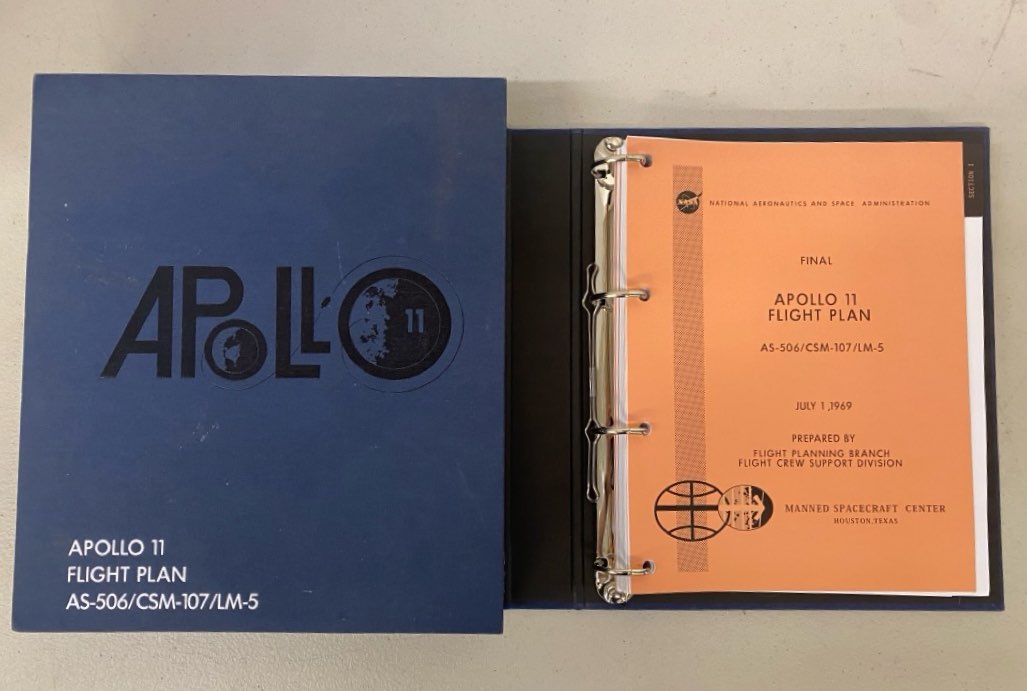 APOLLO
11
APOLLO 11
FLIGHT PLAN
AS-506/CSM-107/LM-5
SECTION I
NASA
NATIONAL AERONAUTICS AND SPACE ADMINISTRATION
FINAL
APOLLO 11
FLIGHT PLAN
AS-506/CSM-107/LM-5
JULY 1 ,1969
PREPARED BY
FLIGHT PLANNING BRANCH
FLIGHT CREW SUPPORT DIVISION
MANNED SPACECRAFT CENTER
HOUSTON,TEXAS